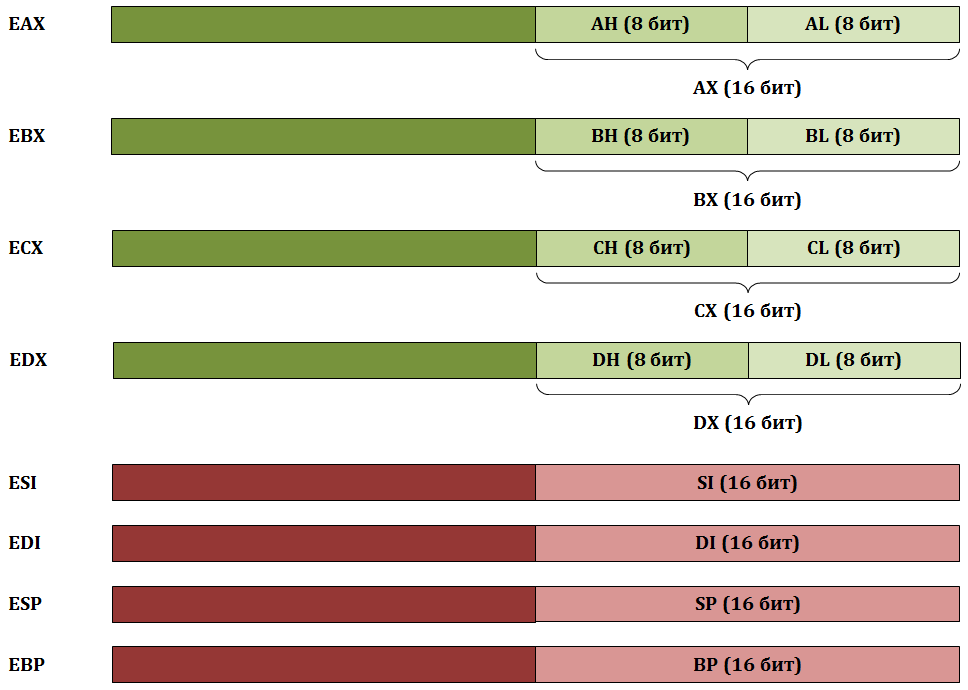 EAX AH (8 бит) AL (8 бит)
AX (16 бит)
EBX BH (8 бит) BL (8 бит)
BX (16 бит)
ECX CH (8 бит) CL (8 бит)
CX (16 бит)
EDX DH (8 бит) DL (8 бит)
DX (16 бит)
ESI SI (16 бит)
EDI DI (16 бит)
ESP SP (16 бит)
EBP BP (16 бит)